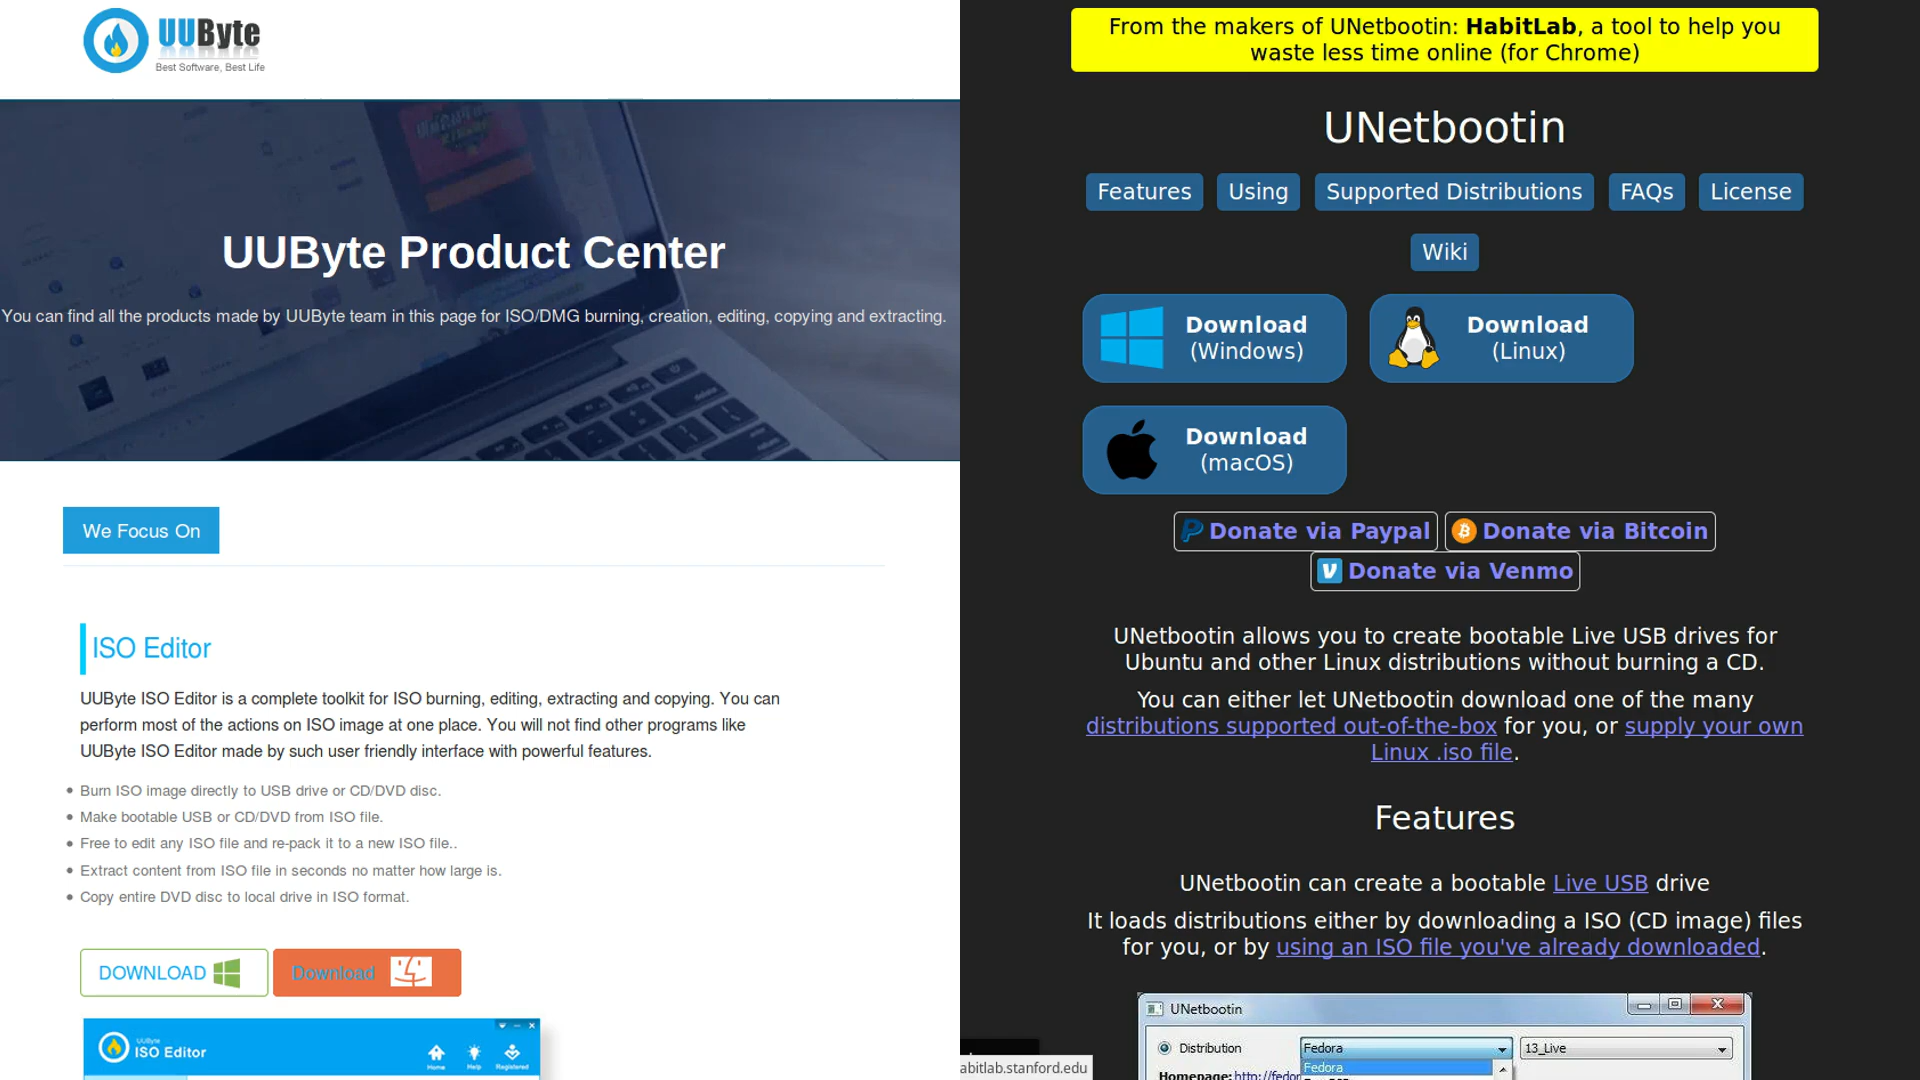 UUByte
Best Software, Best Life
UUByte Product Center
You can find all the products made by UUByte team in this page for ISO/DMG burning, creation, editing, copying and extracting.
We Focus On
ISO Editor
UUByte ISO Editor is a complete toolkit for ISO burning, editing, extracting and copying. You can
perform most of the actions on ISO image at one place. You will not find other programs like
UUByte ISO Editor made by such user friendly interface with powerful features.
Burn ISO image directly to USB drive or CD/DVD disc.
Make bootable USB or CD/DVD from ISO file.
Free to edit any ISO file and re-pack it to a new ISO file..
Extract content from ISO file in seconds no matter how large is.
Copy entire DVD disc to local drive in ISO format.
DOWNLOAD
Download
UUByte
ISO Editor
Home
Help
Registered
From the makers of UNetbootin: HabitLab, a tool to help you
waste less time online (for Chrome)
UNetbootin
Features
Using
Supported Distributions
FAQs
License
Wiki
Download
(Windows)
Download
(Linux)
Download
(macOS)
Donate via Paypal
Donate via Bitcoin
Donate via Venmo
UNetbootin allows you to create bootable Live USB drives for
Ubuntu and other Linux distributions without burning a CD.
You can either let UNetbootin download one of the many
distributions supported out-of-the-box for you, or supply your own
Linux .iso file.
Features
UNetbootin can create a bootable Live USB drive
It loads distributions either by downloading a ISO (CD image) files
for you, or by using an ISO file you've already downloaded.
UNetbootin
Distribution
Fedora
13_Live
Fedora
Homepage: http://fedor
abitlab.stanford.edu